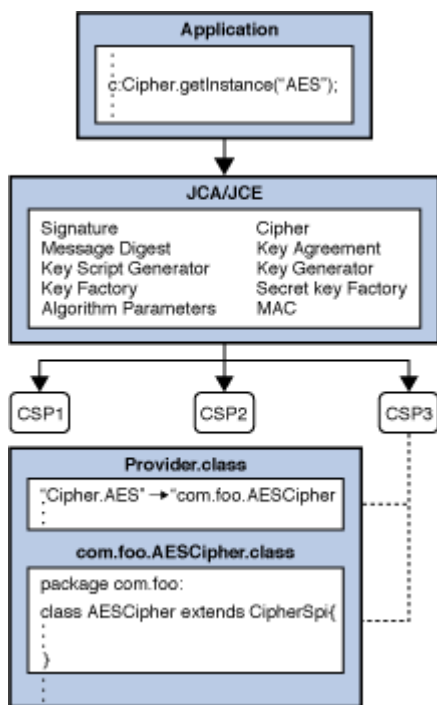 Application
c:Cipher.getInstance("AES");
JCA/JCE
Signature
Message Digest
Key Script Generator
Key Factory
Algorithm Parameters
Cipher
Key Agreement
Key Generator
Secret key Factory
MAC
CSP1
CSP2
CSP3
Provider.class
"Cipher.AES" → "com.foo.AESCipher
com.foo.AESCipher.class
package com.foo:
class AESCipher extends CipherSpi{
}